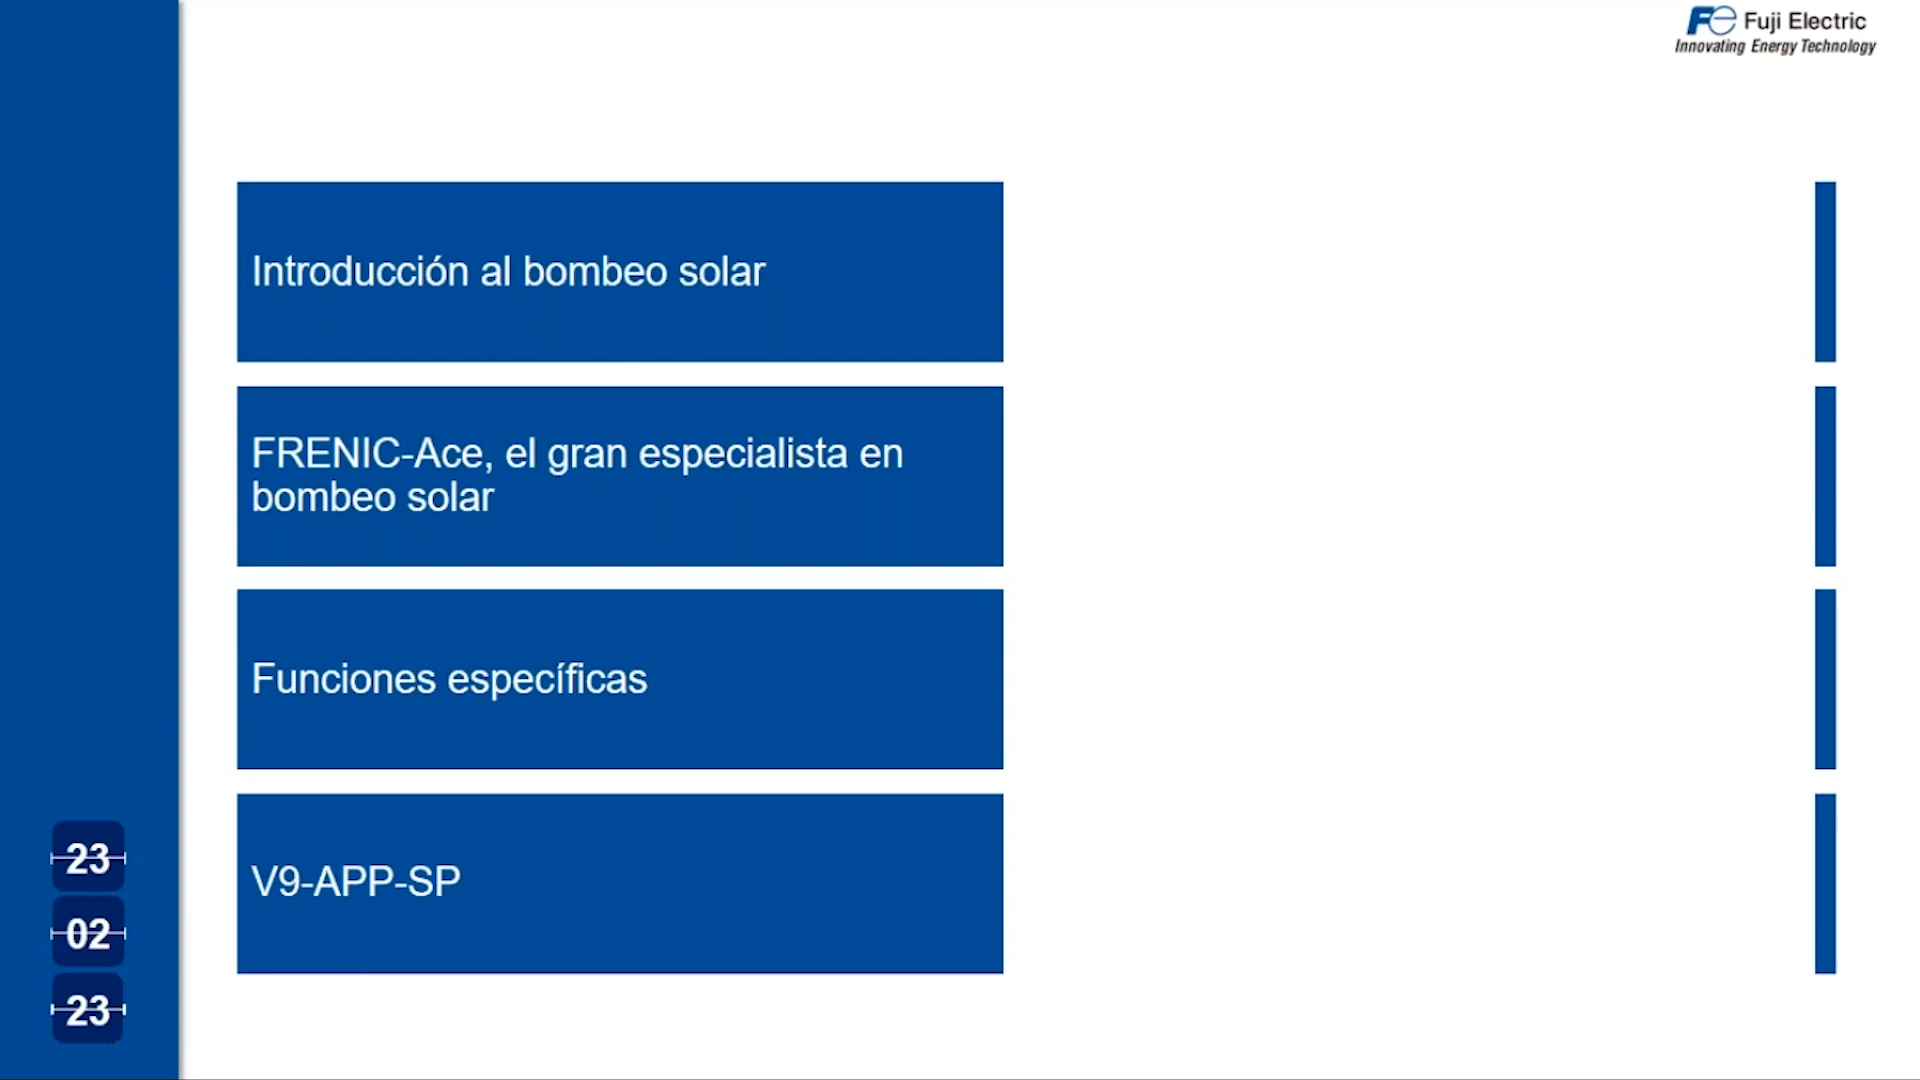 Fuji Electric
Innovating Energy Technology
Introducción al bombeo solar
FRENIC-Ace, el gran especialista en
bombeo solar
Funciones específicas
V9-APP-SP
23
02
23